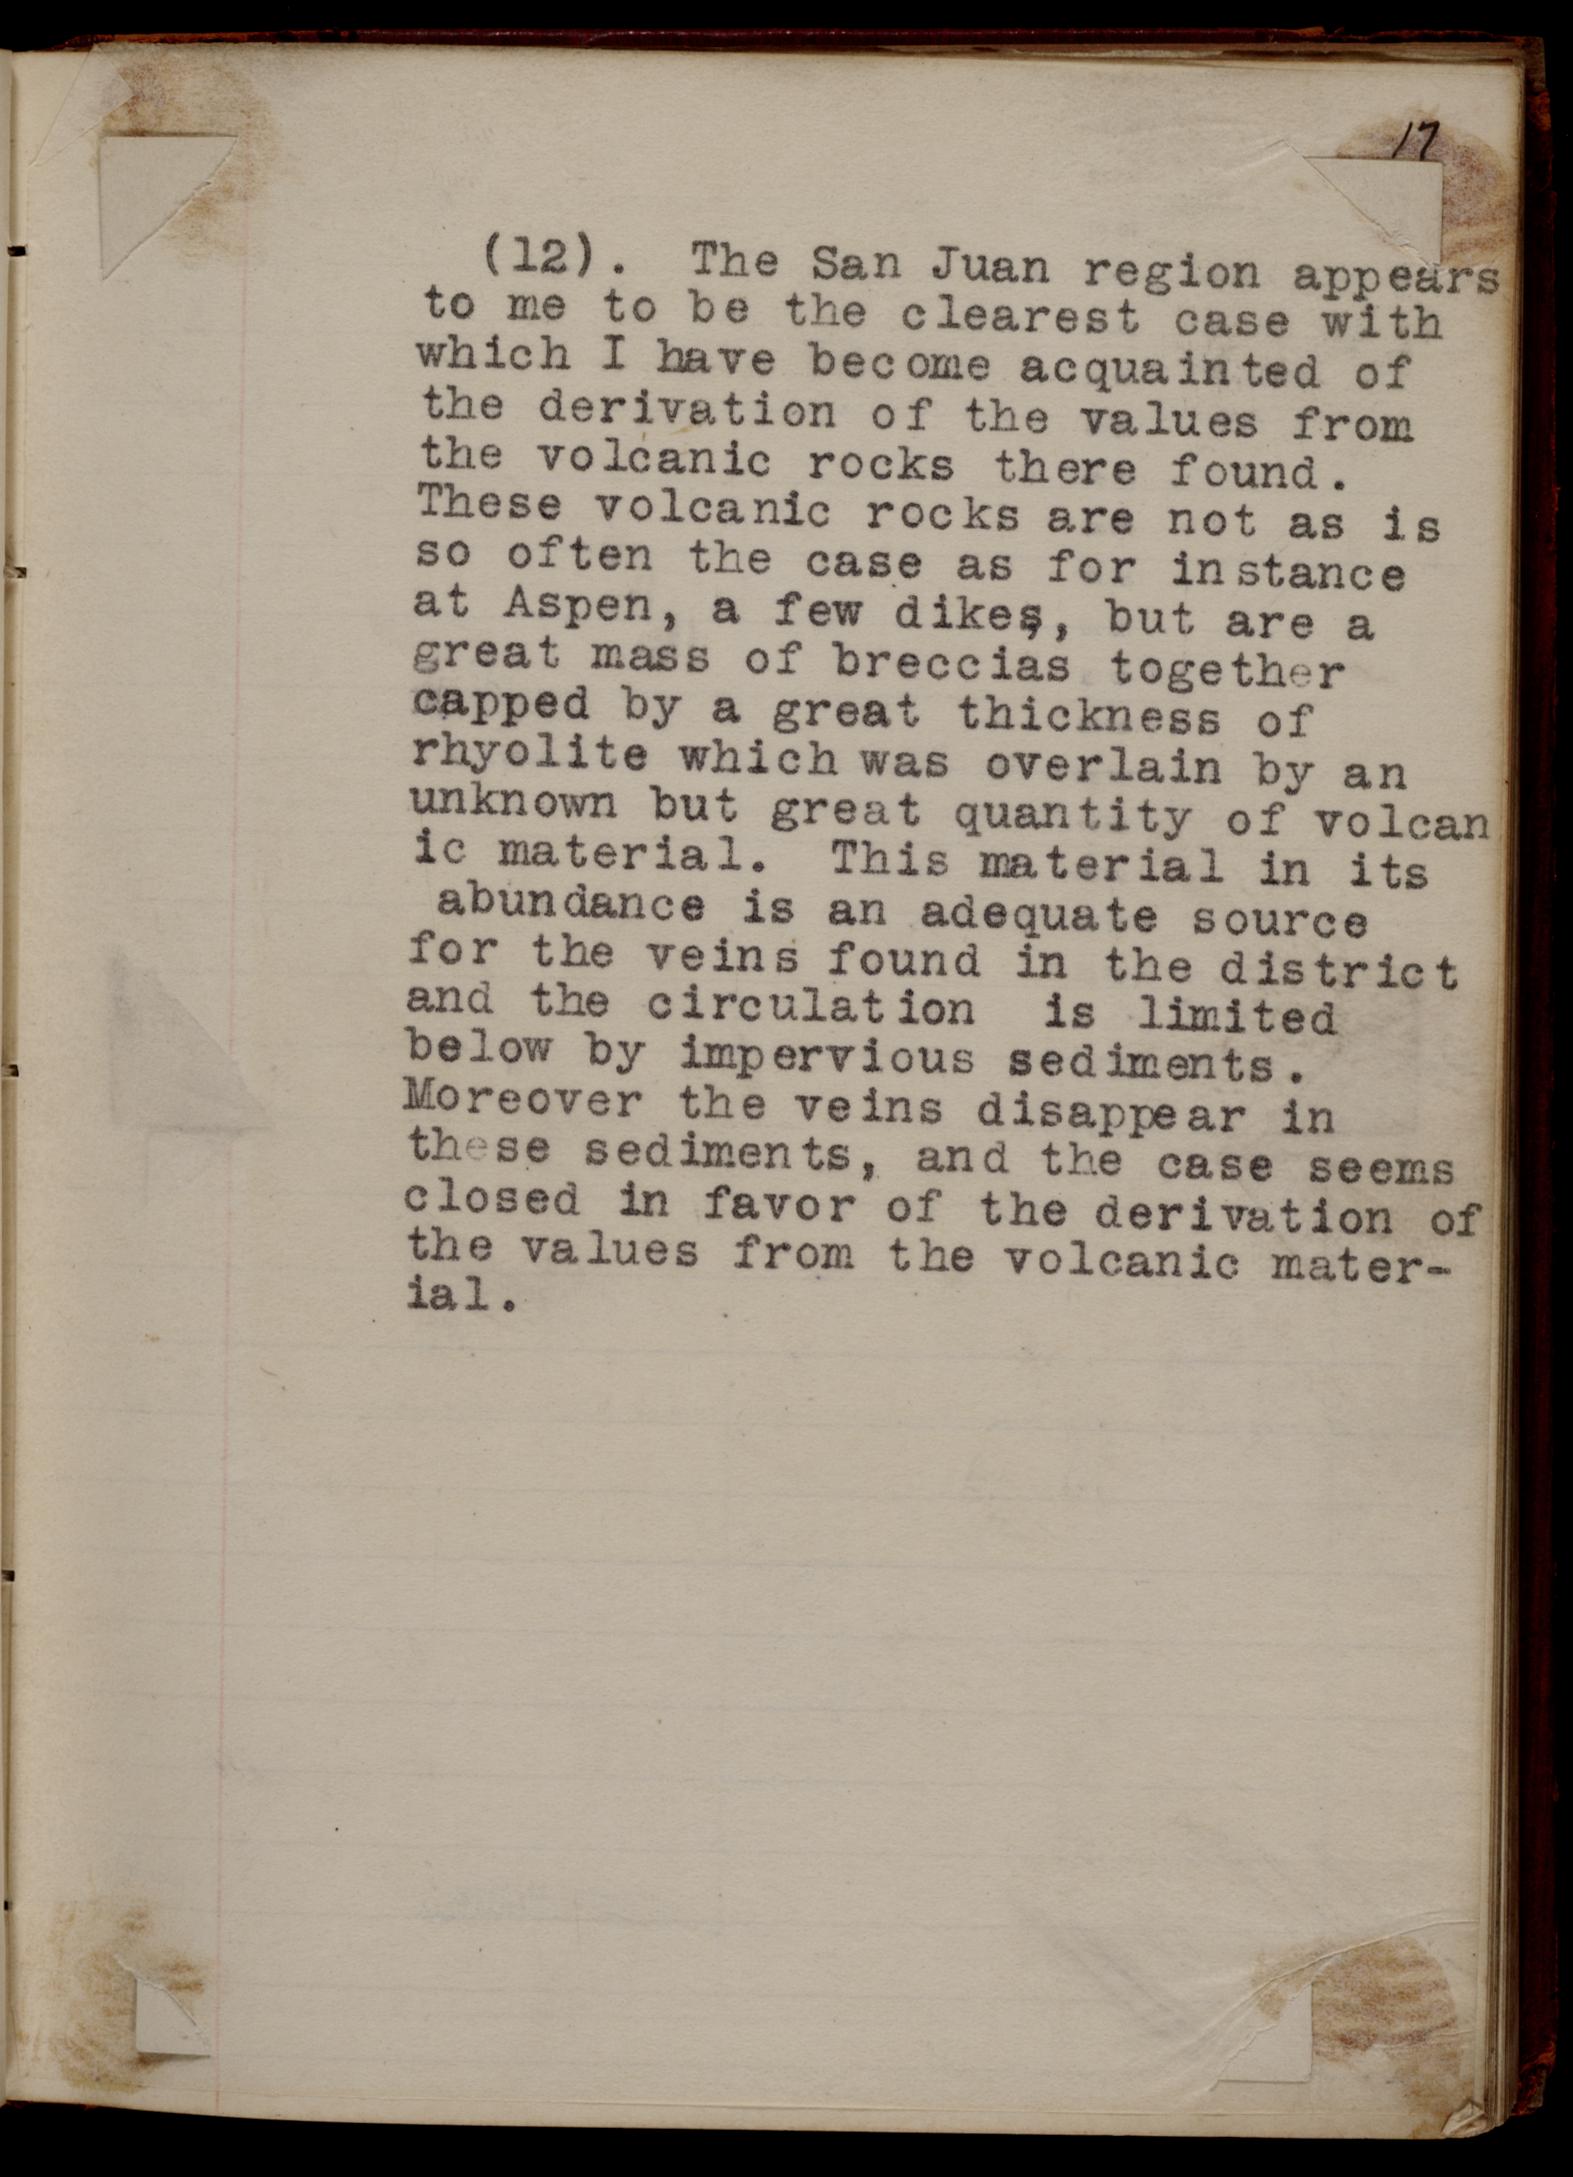 17
(12). The San Juan region appears
to me to be the clearest case with
which I have become acquainted of
the derivation of the values from
the volcanic rocks there found.
These volcanic rocks are not as is
so often the case as for instance
at Aspen, a few dikes, but are a
great mass of breccias together
capped by a great thickness of
rhyolite which was overlain by an
unknown but great quantity of volcan
ic material. This material in its
abundance is an adequate source
for the veins found in the district
and the circulation is limited
below by impervious sediments.
Moreover the veins disappear in
these sediments, and the case seems
closed in favor of the derivation of
the values from the volcanic mater-
ial.